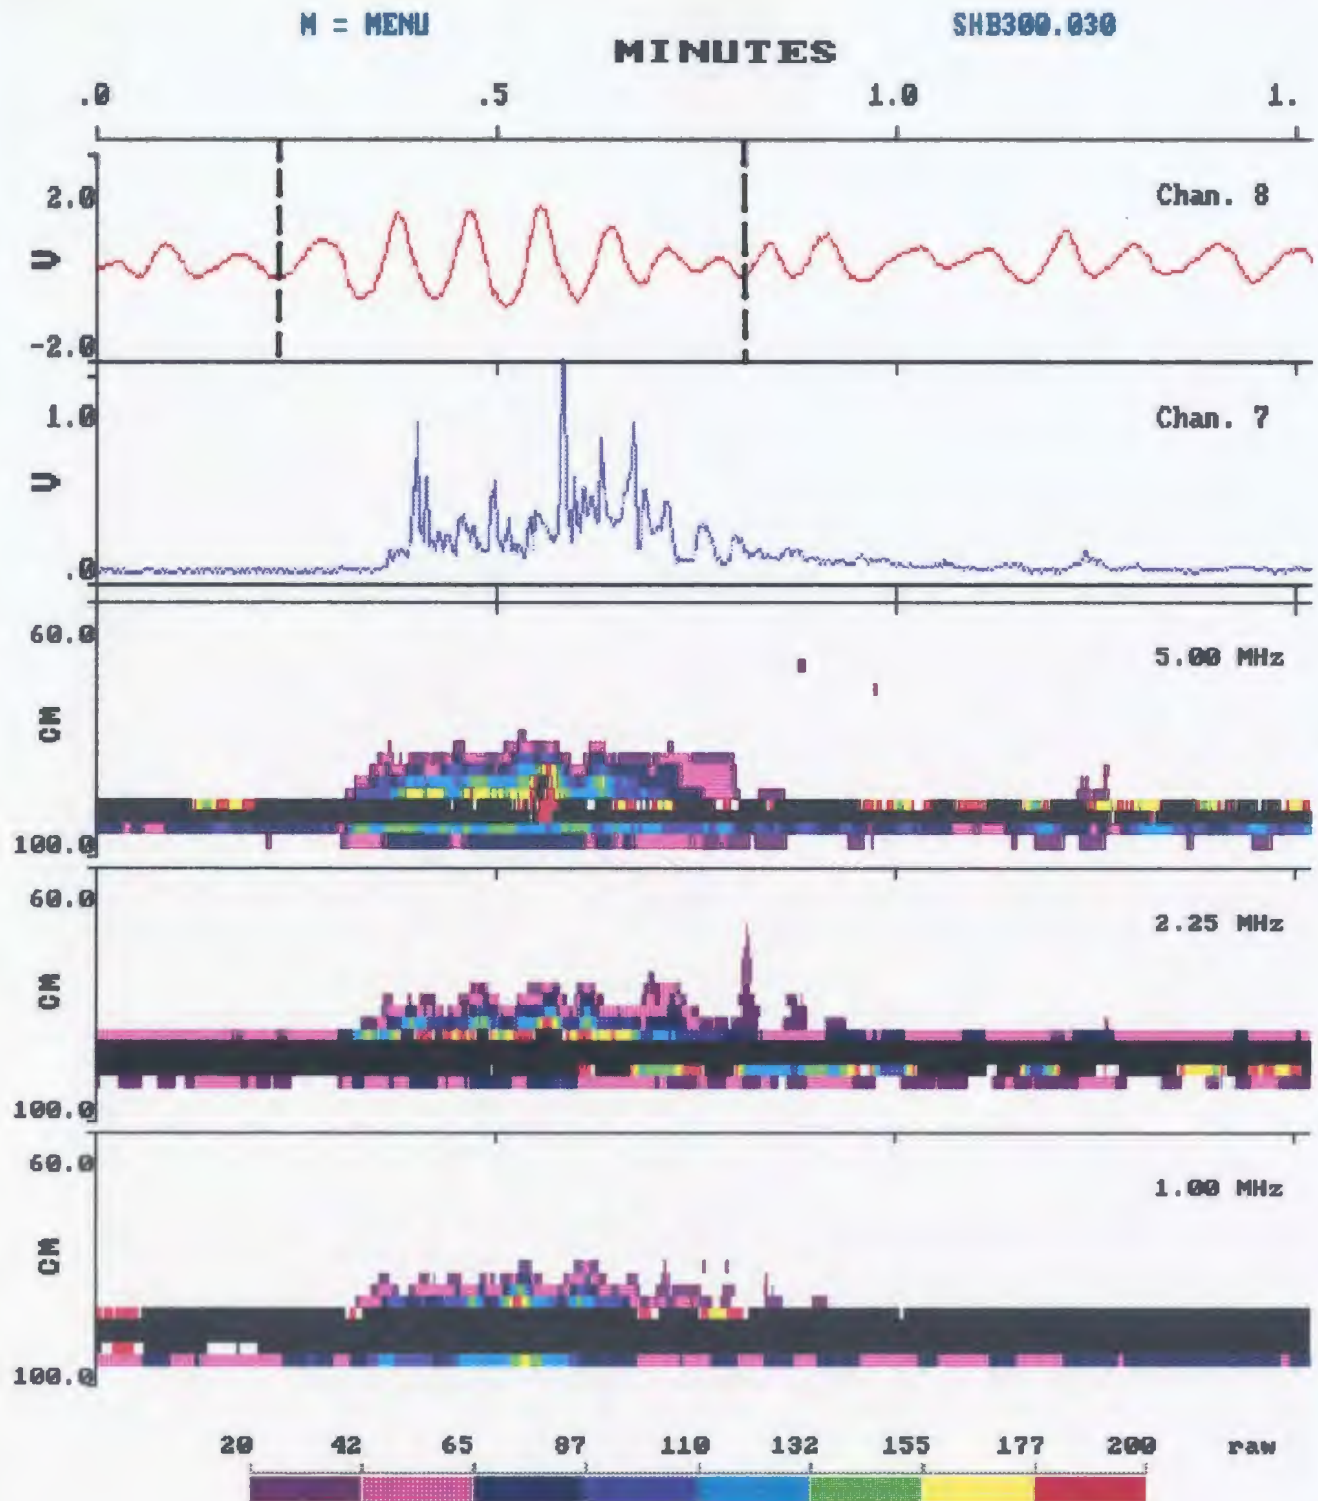 M = MENU SHB300.030
MINUTES
.0 .5 1.0 1.
2.0
Chan. 8
V
-2.0
1.0
Chan. 7
V
.0
60.0
5.00 MHz
CM
100.0
60.0
2.25 MHz
CM
100.0
60.0
1.00 MHz
CM
100.0
20 42 65 87 110 132 155 177 200 raw